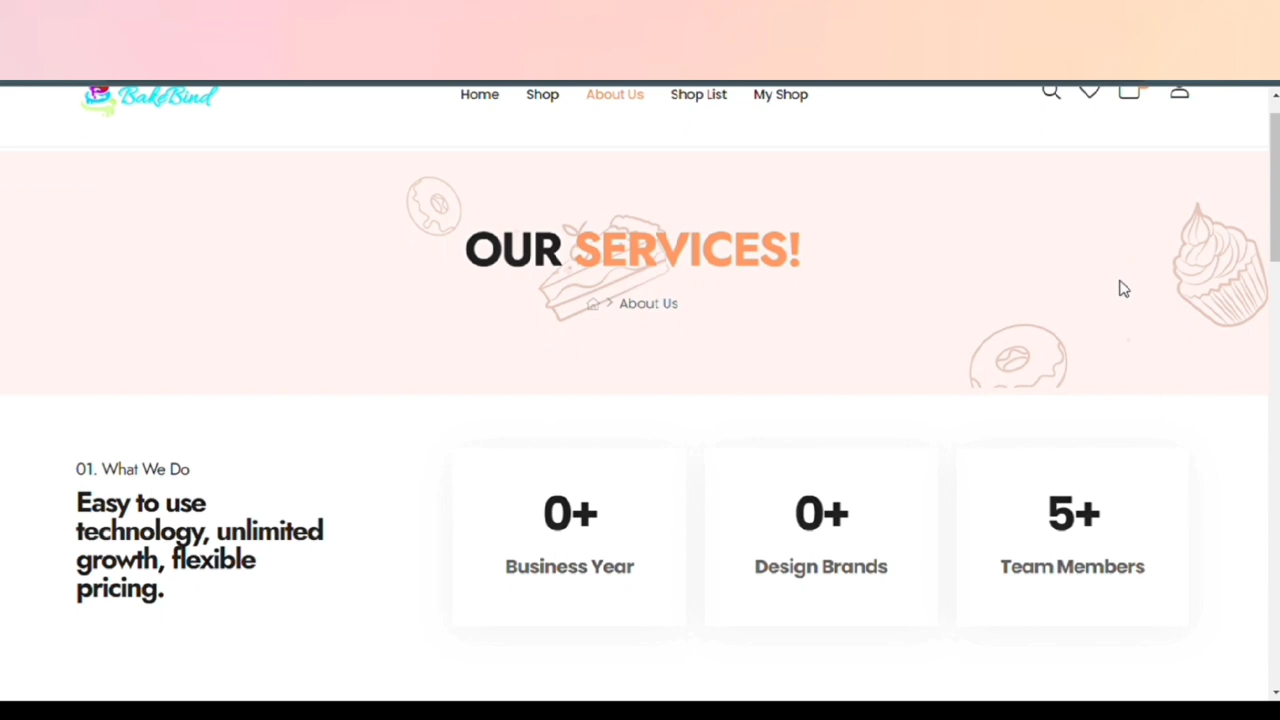 BakeBind
Home Shop About Us Shop List My Shop
OUR SERVICES!
About Us
01. What We Do
Easy to use
technology, unlimited
growth, flexible
pricing.
0+
Business Year
0+
Design Brands
5+
Team Members